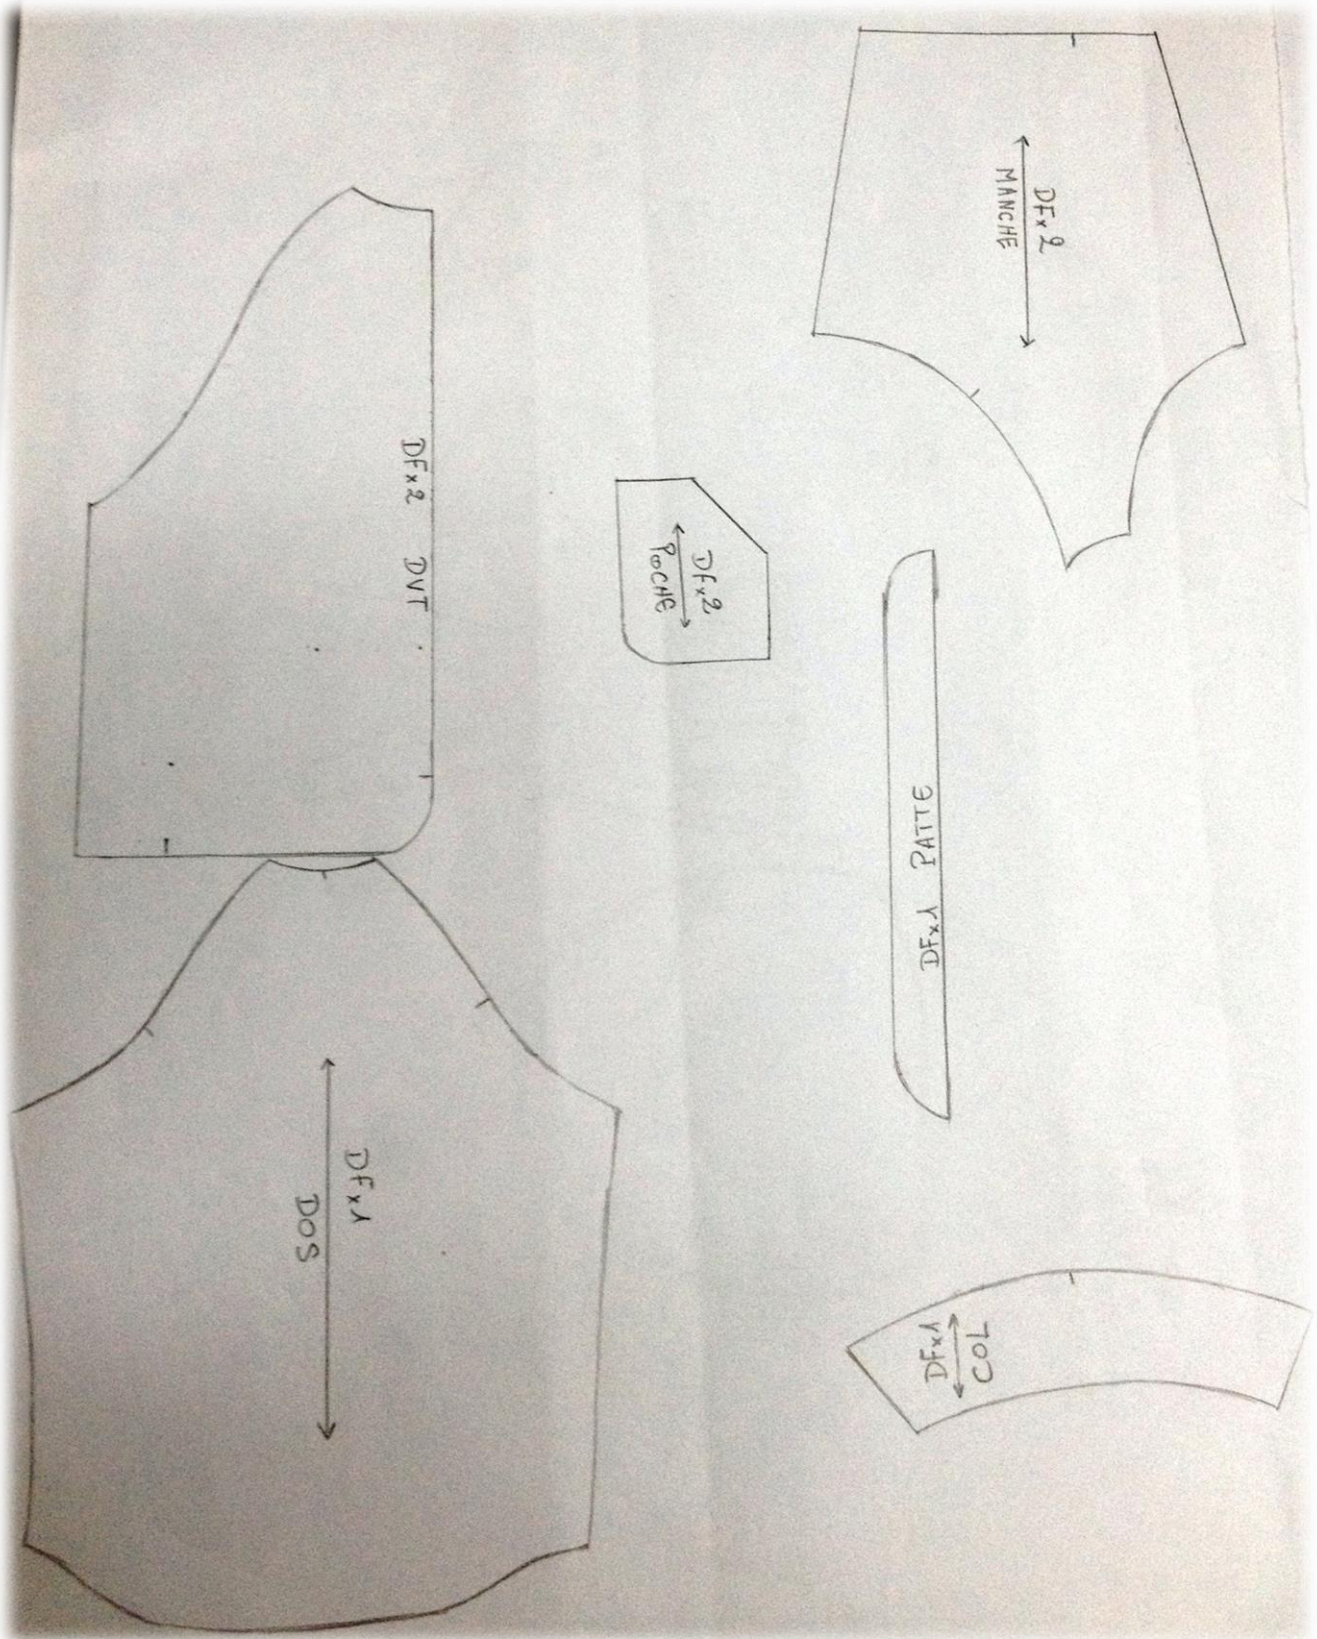 DF x 2
MANCHE
DF x 2 DVT
DF x 2
POCHE
DF x 1 PATTE
DF x 1
DOS
DF x 1
COL